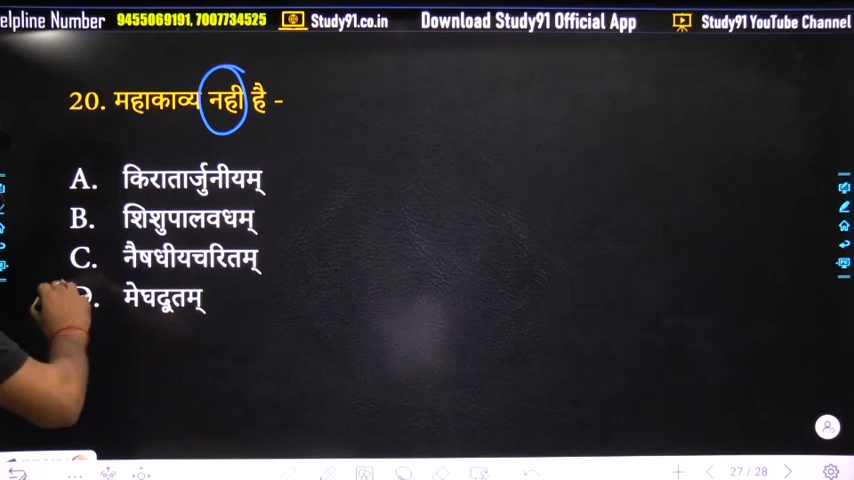 elpline Number 9455069191, 7007734525 Study91.co.in Download Study91 Official App Study91 YouTube Channel
20. महाकाव्य नही है -
A. किरातार्जुनीयम्
B. शिशुपालवधम्
C. नैषधीयचरितम्
D. मेघदूतम्
27 / 28